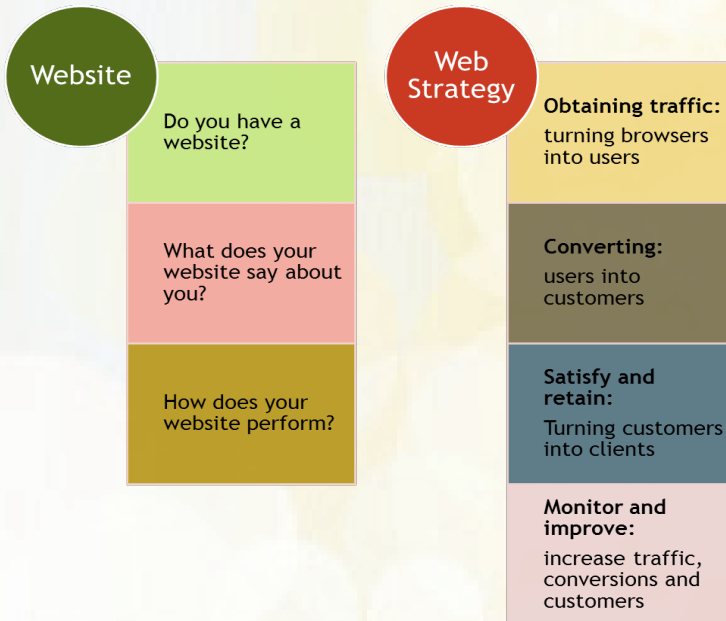 Website
Do you have a
website?
What does your
website say about
you?
How does your
website perform?
Web
Strategy
Obtaining traffic:
turning browsers
into users
Converting:
users into
customers
Satisfy and
retain:
Turning customers
into clients
Monitor and
improve:
increase traffic,
conversions and
customers